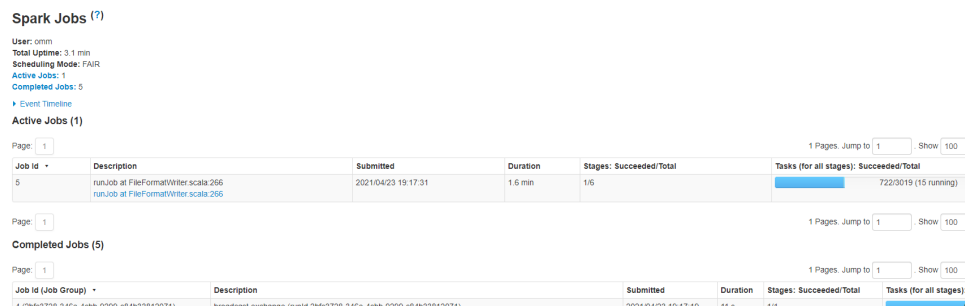 Spark Jobs (?)
User: omm
Total Uptime: 3.1 min
Scheduling Mode: FAIR
Active Jobs: 1
Completed Jobs: 5
Event Timeline
Active Jobs (1)
Page: 1 1 Pages. Jump to 1 . Show 100
Job Id Description Submitted Duration Stages: Succeeded/Total Tasks (for all stages): Succeeded/Total
5 runJob at FileFormatWriter.scala:266 2021/04/23 19:17:31 1.6 min 1/6 722/3019 (15 running)
runJob at FileFormatWriter.scala:266
Page: 1 1 Pages. Jump to 1 . Show 100
Completed Jobs (5)
Page: 1 1 Pages. Jump to 1 . Show 100
Job Id (Job Group) Description Submitted Duration Stages: Succeeded/Total Tasks (for all stages):